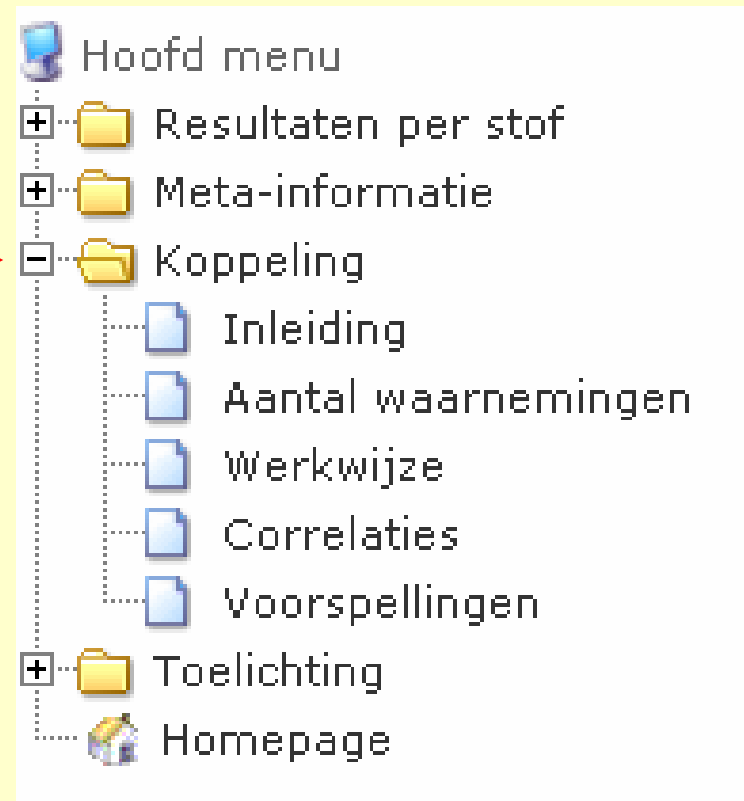 Hoofd menu
Resultaten per stof
Meta-informatie
Koppeling
Inleiding
Aantal waarnemingen
Werkwijze
Correlaties
Voorspellingen
Toelichting
Homepage